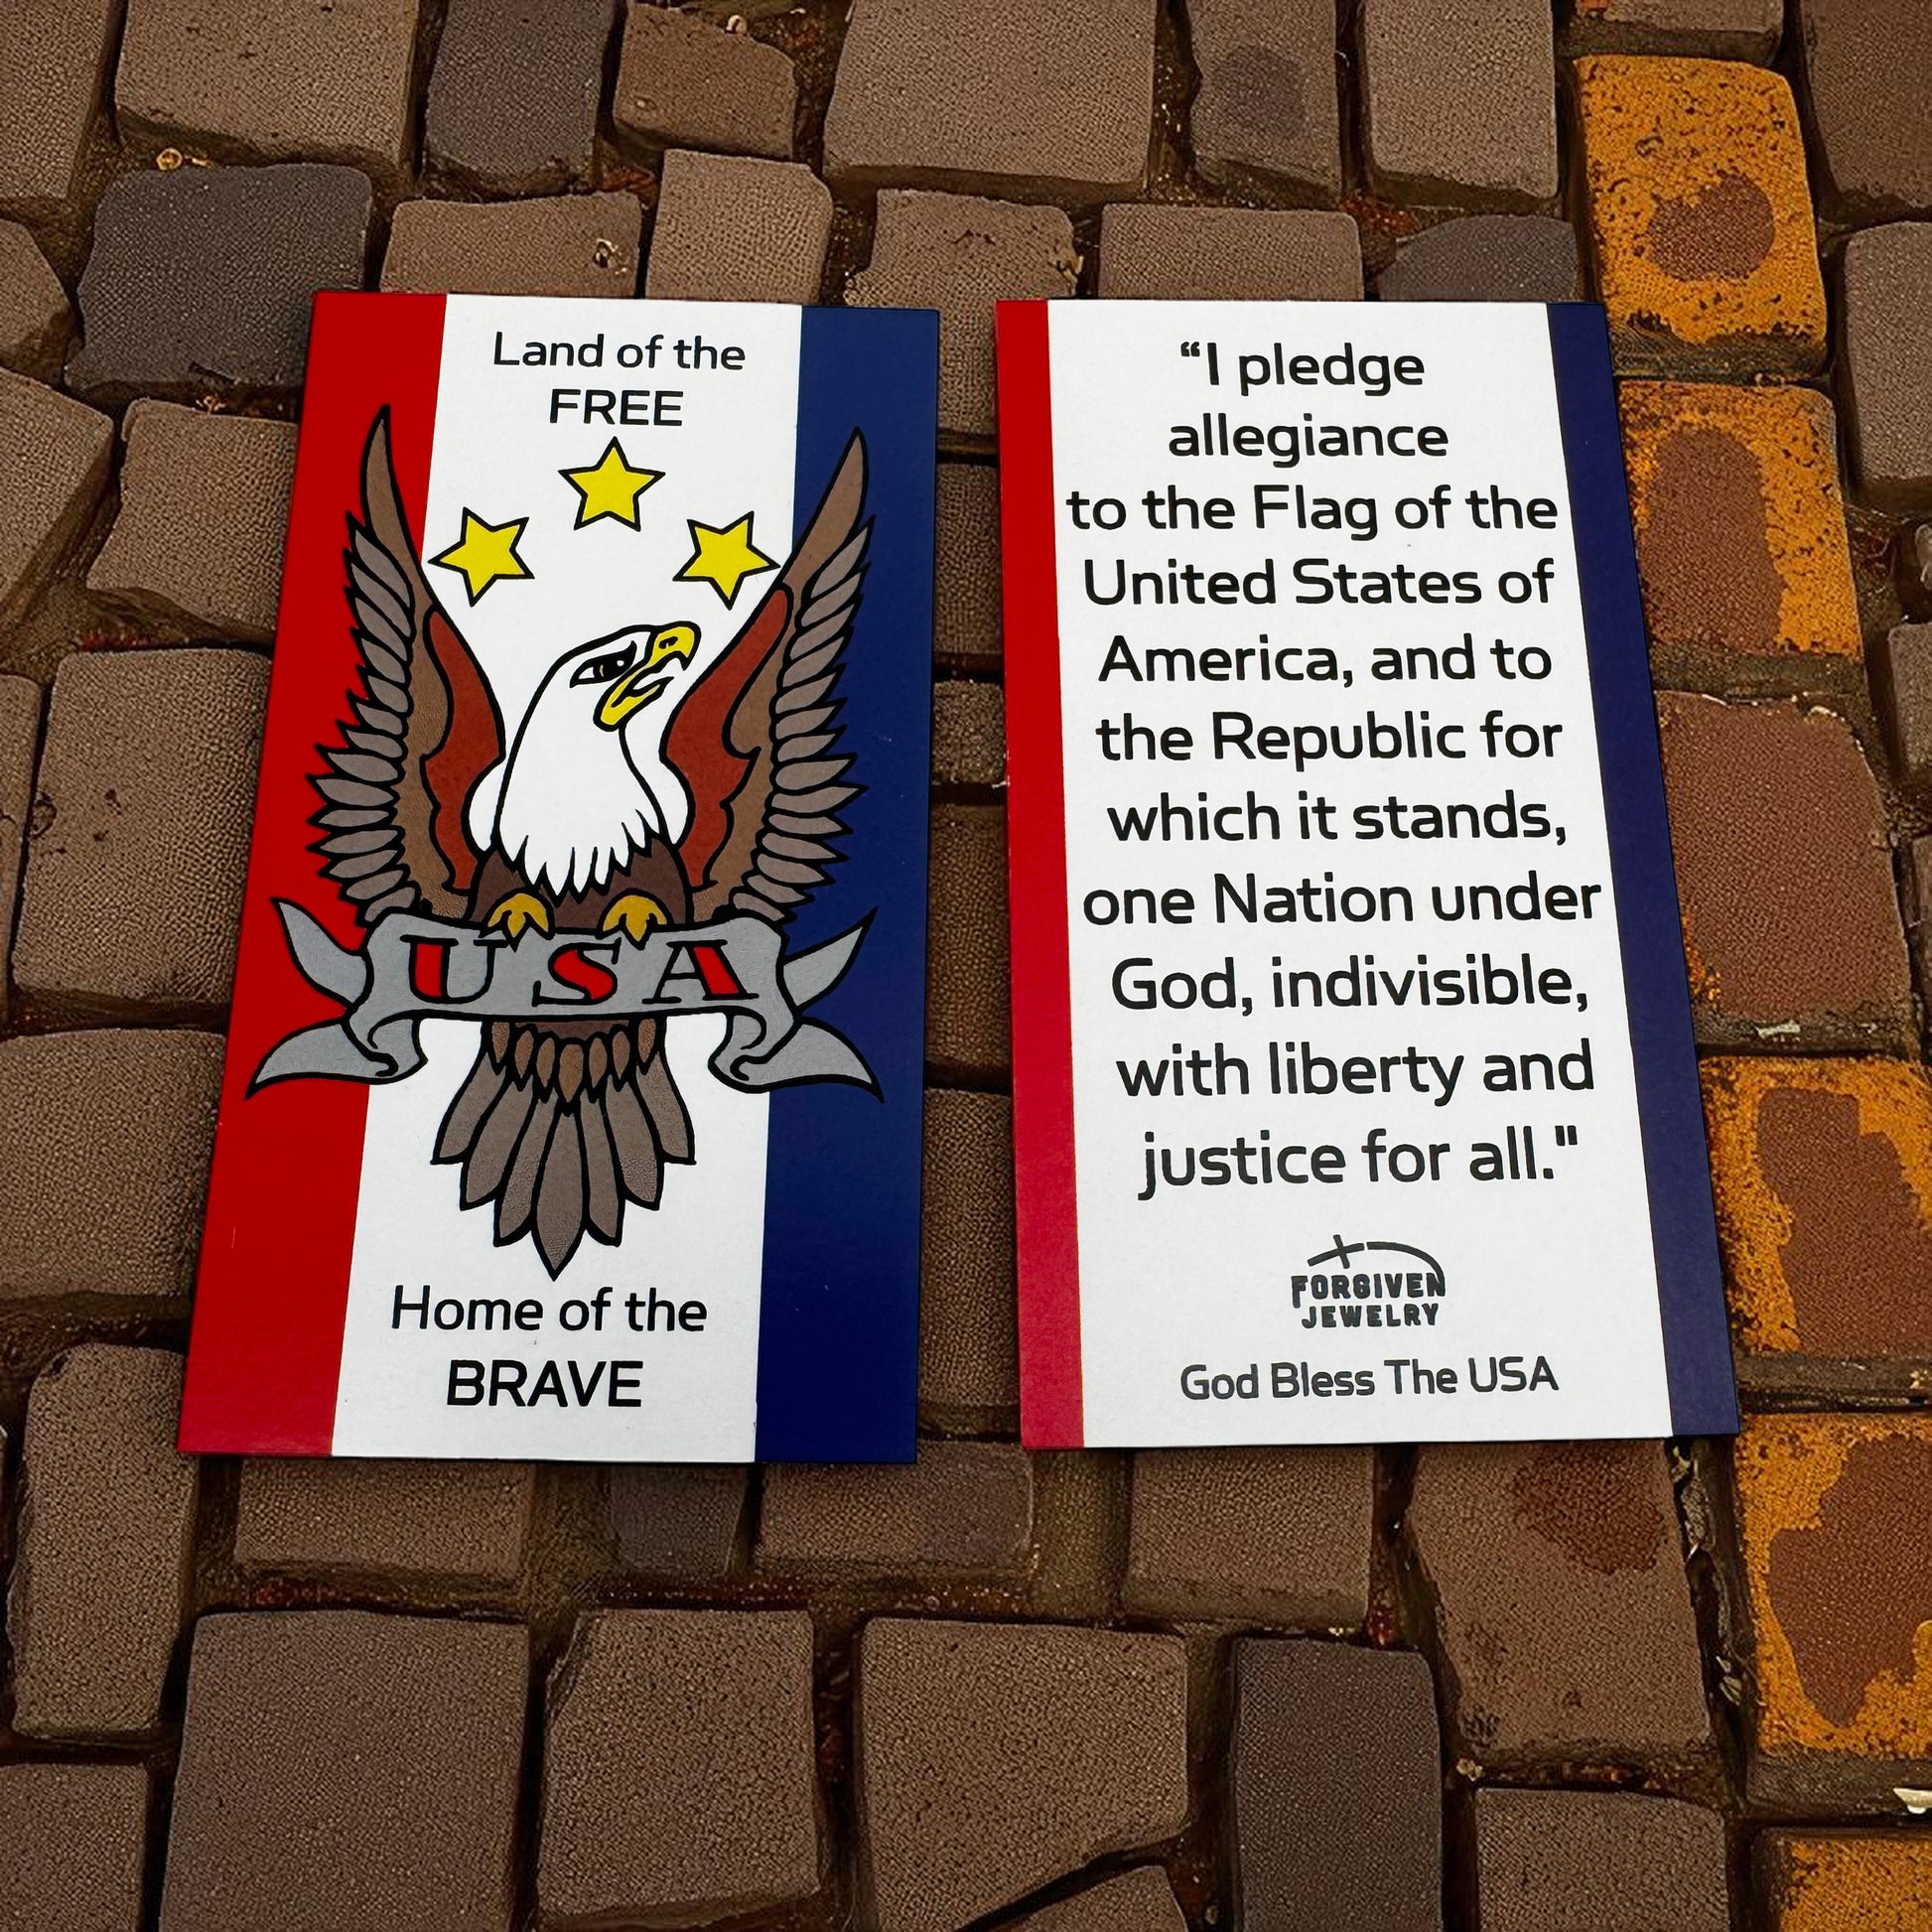 Land of the
FREE
USA
Home of the
BRAVE
“I pledge
allegiance
to the Flag of the
United States of
America, and to
the Republic for
which it stands,
one Nation under
God, indivisible,
with liberty and
justice for all."
FORGIVEN
JEWELRY
God Bless The USA